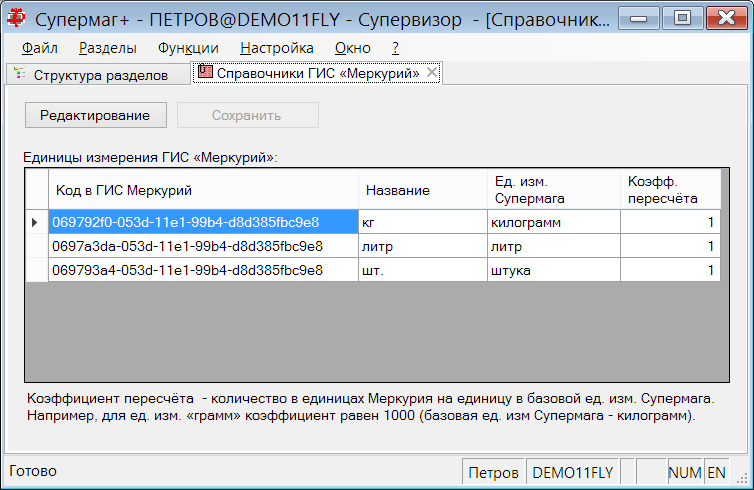 Супермаг+ - ПЕТРОВ@DEMO11FLY - Супервизор - [Справочник...
Файл Разделы Функции Настройка Окно ?
Структура разделов Справочники ГИС «Меркурий»
Редактирование Сохранить
Единицы измерения ГИС «Меркурий»:
Код в ГИС Меркурий Название Ед. изм. Супермага Коэфф. пересчёта
069792f0-053d-11e1-99b4-d8d385fbc9e8 кг килограмм 1
0697a3da-053d-11e1-99b4-d8d385fbc9e8 литр литр 1
069793a4-053d-11e1-99b4-d8d385fbc9e8 шт. штука 1
Коэффициент пересчёта - количество в единицах Меркурия на единицу в базовой ед. изм. Супермага.
Например, для ед. изм. «грамм» коэффициент равен 1000 (базовая ед. изм Супермага - килограмм).
Готово Петров DEMO11FLY NUM EN